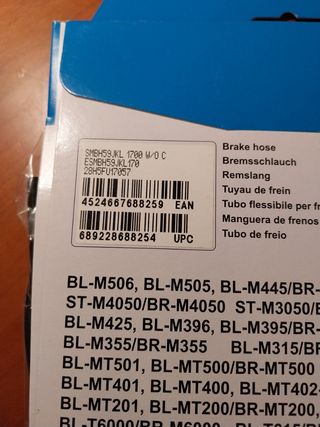 SMBH59JKL 1700 W/O C
ESMBH59JKL170
28H5FU17057
4524667688259 EAN
689228688254 UPC
Brake hose
Bremsschlauch
Remslang
Tuyau de frein
Tubo flessibile per fr
Manguera de frenos
Tubo de freio
BL-M506, BL-M505, BL-M445/BR-
ST-M4050/BR-M4050 ST-M3050/B
BL-M425, BL-M396, BL-M395/BR-
BL-M355/BR-M355 BL-M315/BR
BL-MT501, BL-MT500/BR-MT500
BL-MT401, BL-MT400, BL-MT402-
BL-MT201, BL-MT200/BR-MT200,